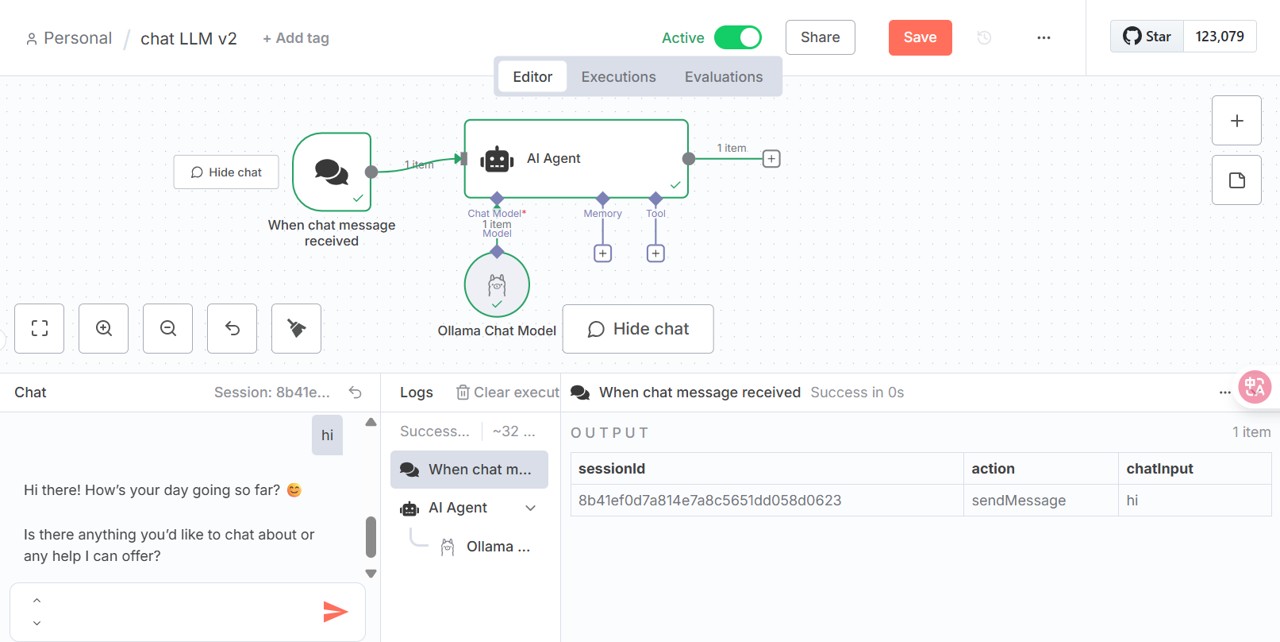 Personal / chat LLM v2 + Add tag
Active Share Save ... Star 123,079
Editor Executions Evaluations
1 item
AI Agent
1 item
Hide chat
When chat message
received
Chat Model* Memory Tool
1 item
Model
Ollama Chat Model
Hide chat
Chat Session: 8b41e...
hi
Hi there! How’s your day going so far? 😊
Is there anything you’d like to chat about or
any help I can offer?
Logs Clear execut
Success... ~32 ...
When chat m...
AI Agent
Ollama ...
When chat message received Success in 0s ...
中A
OUTPUT 1 item
sessionId action chatInput
8b41ef0d7a814e7a8c5651dd058d0623 sendMessage hi